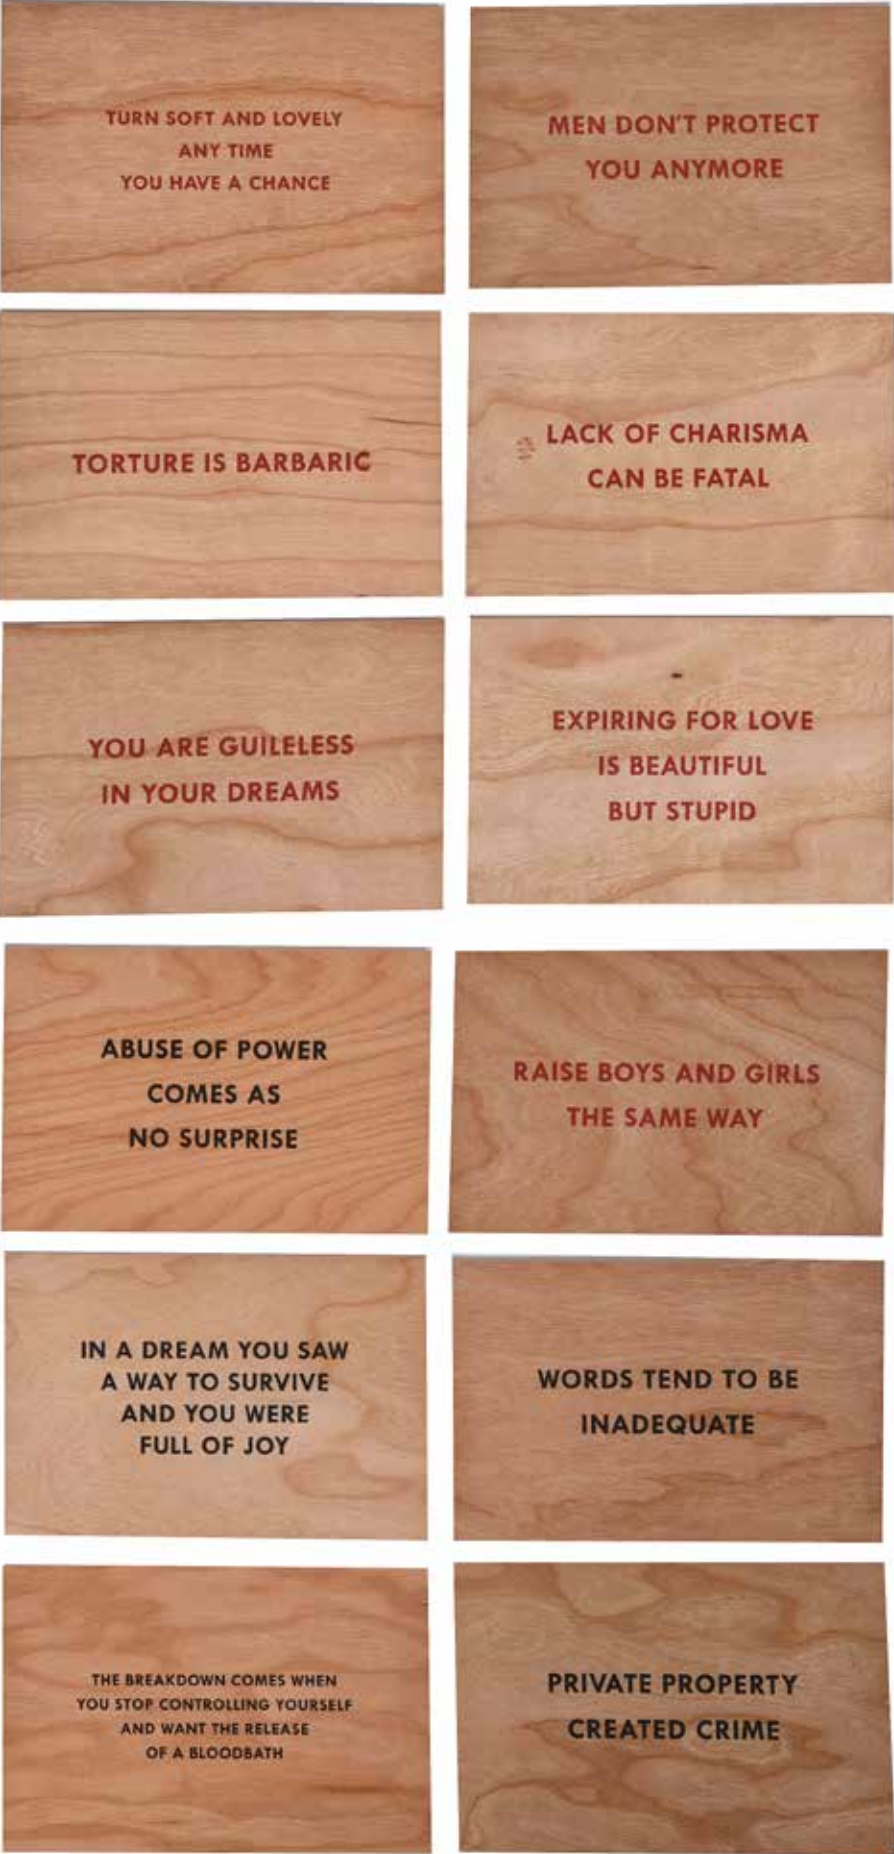 TURN SOFT AND LOVELY
ANY TIME
YOU HAVE A CHANCE
MEN DON'T PROTECT
YOU ANYMORE
TORTURE IS BARBARIC
LACK OF CHARISMA
CAN BE FATAL
YOU ARE GUILELESS
IN YOUR DREAMS
EXPIRING FOR LOVE
IS BEAUTIFUL
BUT STUPID
ABUSE OF POWER
COMES AS
NO SURPRISE
RAISE BOYS AND GIRLS
THE SAME WAY
IN A DREAM YOU SAW
A WAY TO SURVIVE
AND YOU WERE
FULL OF JOY
WORDS TEND TO BE
INADEQUATE
THE BREAKDOWN COMES WHEN
YOU STOP CONTROLLING YOURSELF
AND WANT THE RELEASE
OF A BLOODBATH
PRIVATE PROPERTY
CREATED CRIME